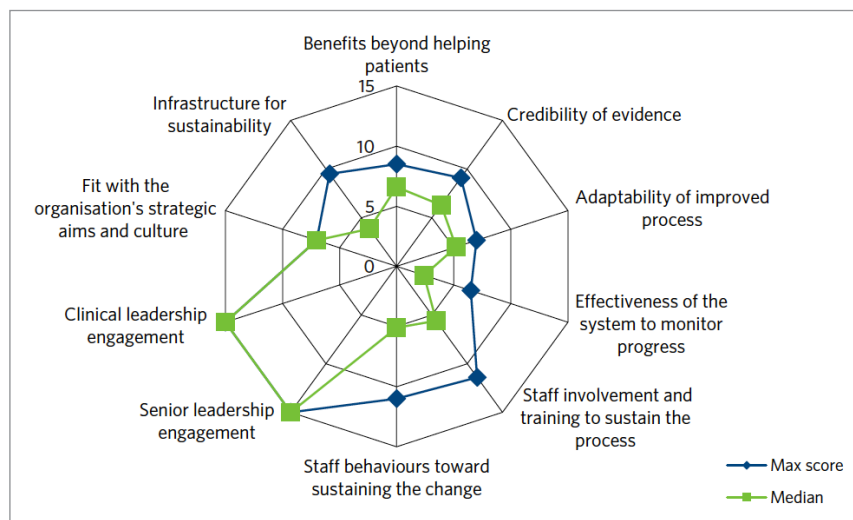 Benefits beyond helping
patients
15
Infrastructure for
sustainability
Credibility of evidence
10
Fit with the
organisation's strategic
aims and culture
5
Adaptability of improved
process
0
Clinical leadership
engagement
Effectiveness of the
system to monitor
progress
Senior leadership
engagement
Staff involvement and
training to sustain the
process
Staff behaviours toward
sustaining the change
Max score
Median